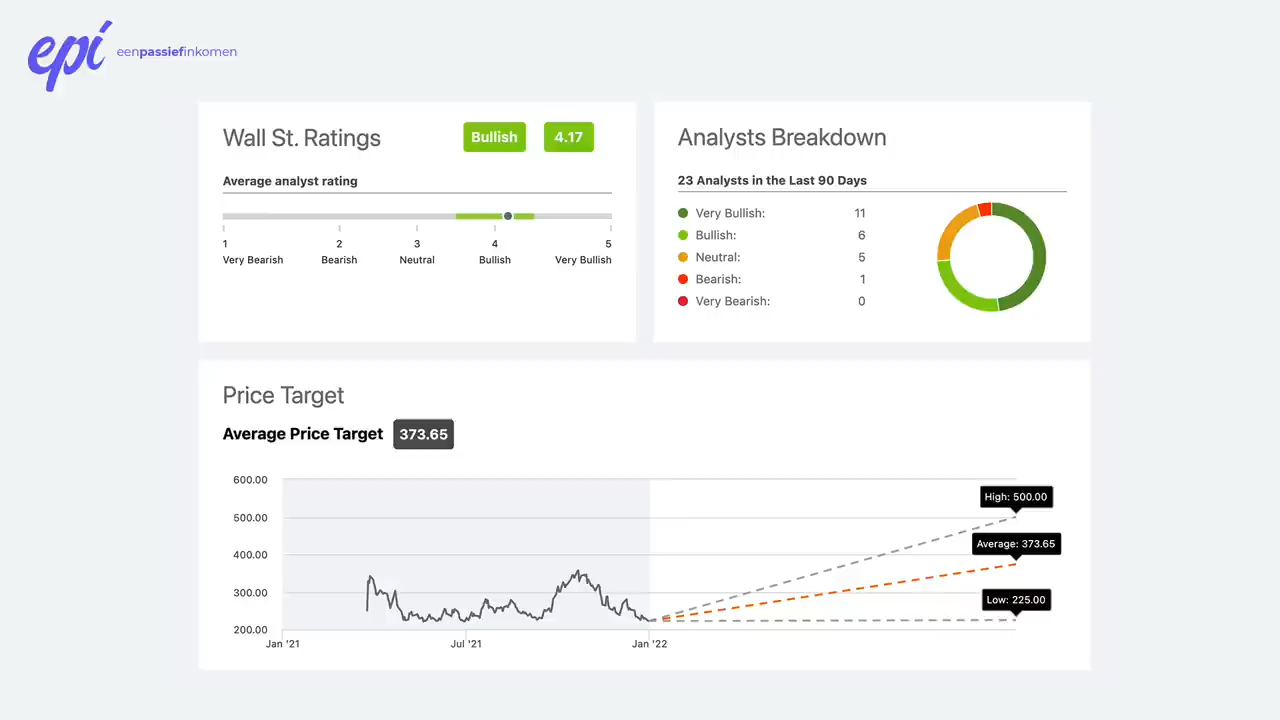 epi
eenpassiefinkomen
Wall St. Ratings
Bullish
4.17
Average analyst rating
1
2
3
4
5
Very Bearish
Bearish
Neutral
Bullish
Very Bullish
Analysts Breakdown
23 Analysts in the Last 90 Days
Very Bullish: 11
Bullish: 6
Neutral: 5
Bearish: 1
Very Bearish: 0
Price Target
Average Price Target 373.65
600.00
500.00
400.00
300.00
200.00
High: 500.00
Average: 373.65
Low: 225.00
Jan '21
Jul '21
Jan '22